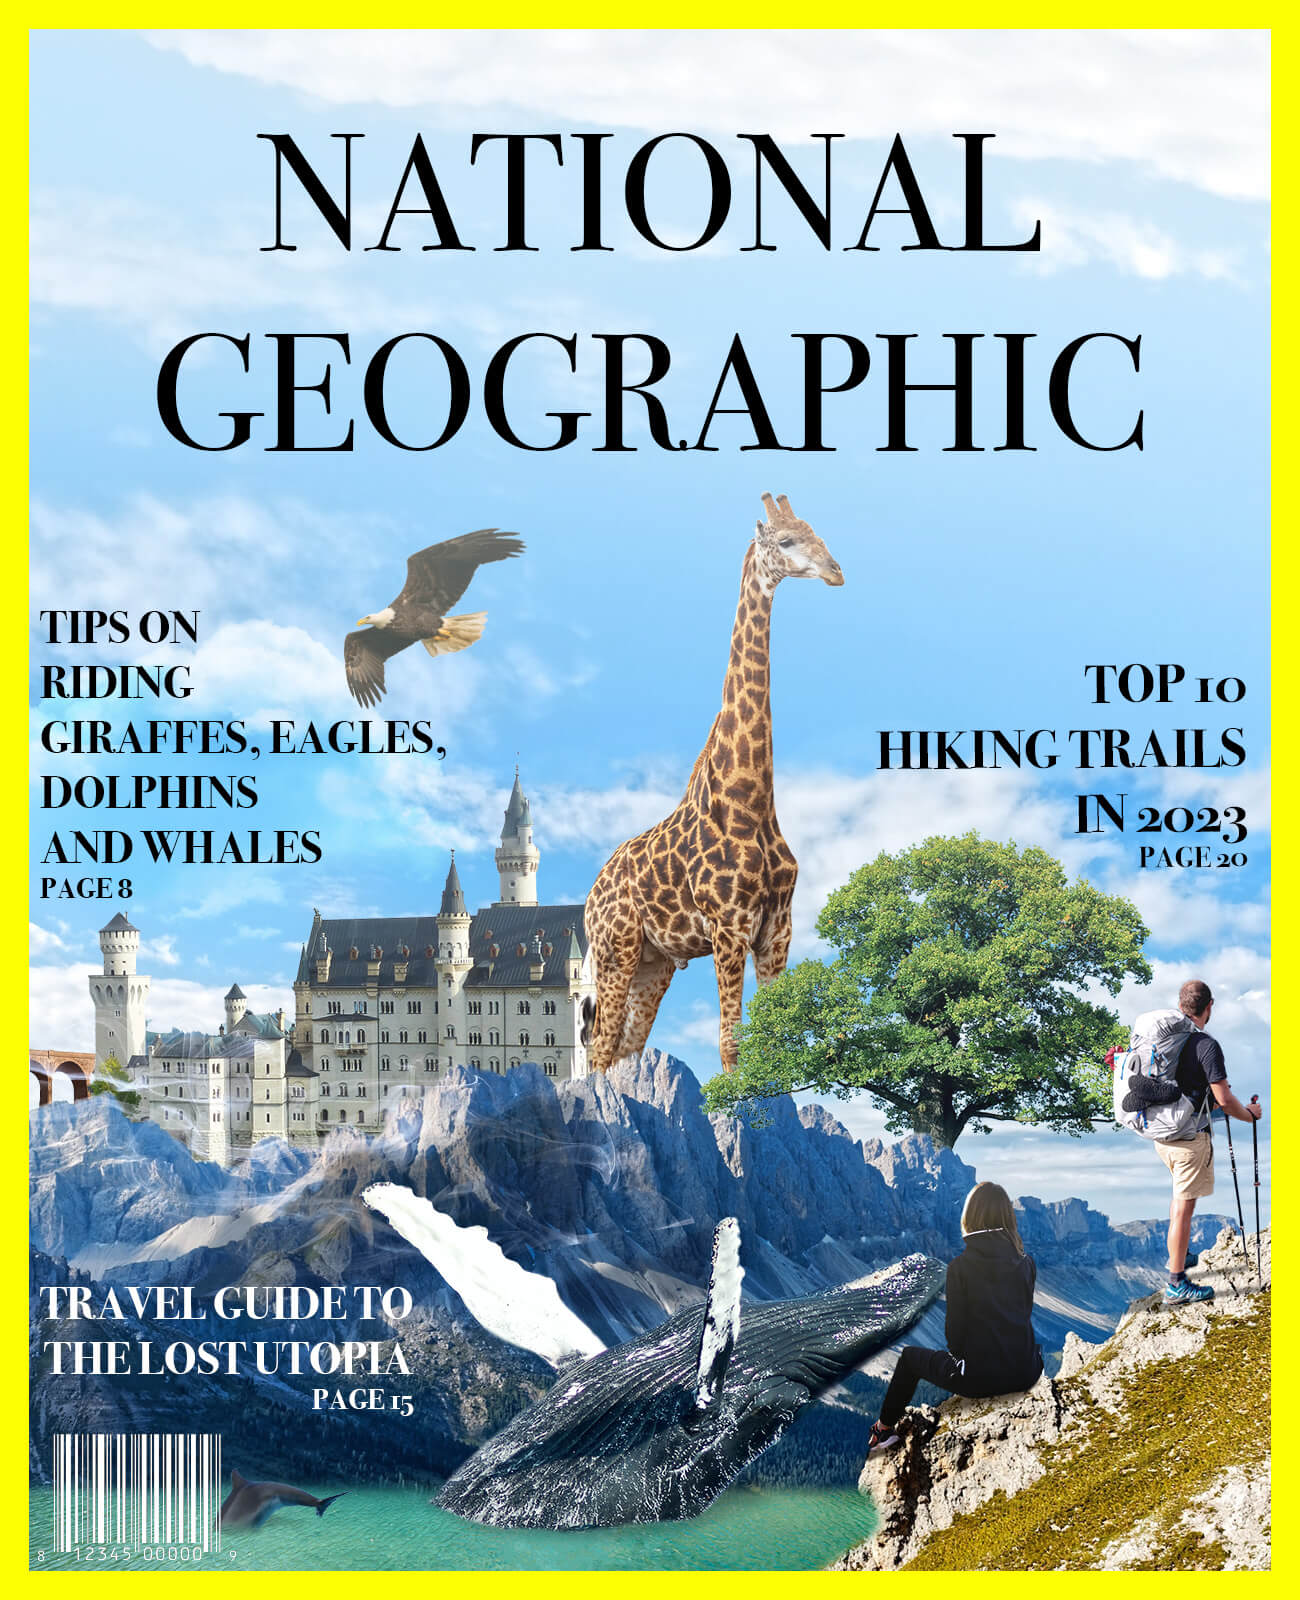 NATIONAL
GEOGRAPHIC
TIPS ON
RIDING
GIRAFFES, EAGLES,
DOLPHINS
AND WHALES
PAGE 8
TOP 10
HIKING TRAILS
IN 2023
PAGE 20
TRAVEL GUIDE TO
THE LOST UTOPIA
PAGE 15
8 12345 00000 9